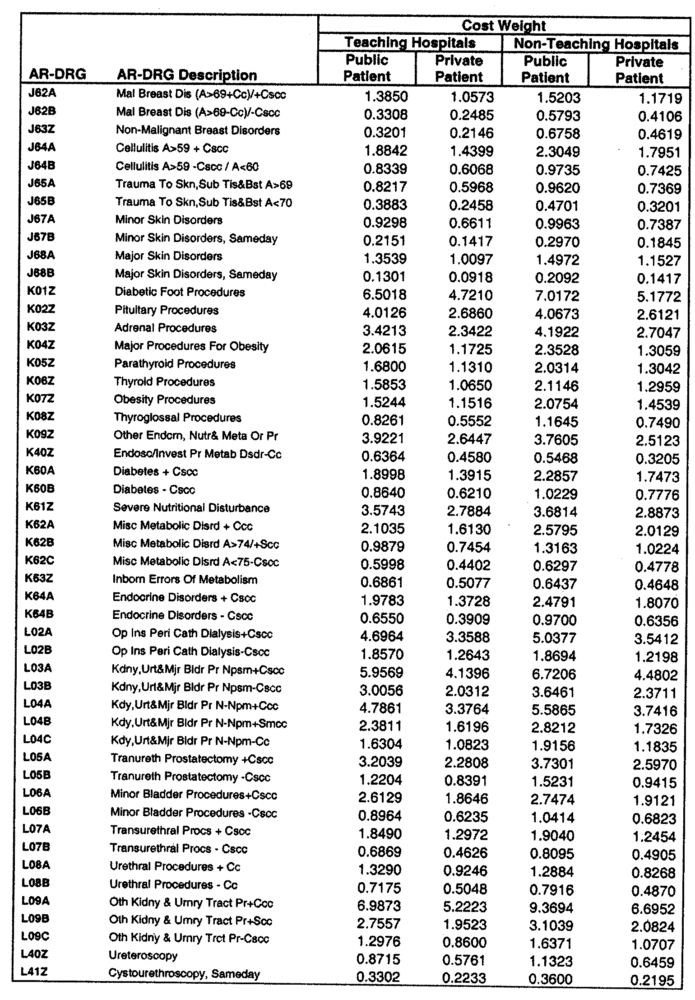 Cost Weight
Teaching Hospitals Non-Teaching Hospitals
Public Private Public Private
AR-DRG AR-DRG Description Patient Patient Patient Patient
J62A Mal Breast Dis (A>69+Cc)/+Cscc 1.3850 1.0573 1.5203 1.1719
J62B Mal Breast Dis (A>69-Cc)/-Cscc 0.3308 0.2485 0.5793 0.4106
J63Z Non-Malignant Breast Disorders 0.3201 0.2146 0.6758 0.4619
J64A Cellulitis A>59 + Cscc 1.8842 1.4399 2.3049 1.7951
J64B Cellulitis A>59 -Cscc / A<60 0.8339 0.6068 0.9735 0.7425
J65A Trauma To Skn,Sub Tis&Bst A>69 0.8217 0.5968 0.9620 0.7369
J65B Trauma To Skn,Sub Tis&Bst A<70 0.3883 0.2458 0.4701 0.3201
J67A Minor Skin Disorders 0.9298 0.6611 0.9963 0.7387
J67B Minor Skin Disorders, Sameday 0.2151 0.1417 0.2970 0.1845
J68A Major Skin Disorders 1.3539 1.0097 1.4972 1.1527
J68B Major Skin Disorders, Sameday 0.1301 0.0918 0.2092 0.1417
K01Z Diabetic Foot Procedures 6.5018 4.7210 7.0172 5.1772
K02Z Pituitary Procedures 4.0126 2.6860 4.0673 2.6121
K03Z Adrenal Procedures 3.4213 2.3422 4.1922 2.7047
K04Z Major Procedures For Obesity 2.0615 1.1725 2.3528 1.3059
K05Z Parathyroid Procedures 1.6800 1.1310 2.0314 1.3042
K06Z Thyroid Procedures 1.5853 1.0650 2.1146 1.2959
K07Z Obesity Procedures 1.5244 1.1516 2.0754 1.4539
K08Z Thyroglossal Procedures 0.8261 0.5552 1.1645 0.7490
K09Z Other Endcrn, Nutr& Meta Or Pr 3.9221 2.6447 3.7605 2.5123
K40Z Endosc/Invest Pr Metab Dsdr-Cc 0.6364 0.4580 0.5468 0.3205
K60A Diabetes + Cscc 1.8998 1.3915 2.2857 1.7473
K60B Diabetes - Cscc 0.8640 0.6210 1.0229 0.7776
K61Z Severe Nutritional Disturbance 3.5743 2.7884 3.6814 2.8873
K62A Misc Metabolic Disrd + Ccc 2.1035 1.6130 2.5795 2.0129
K62B Misc Metabolic Disrd A>74/+Scc 0.9879 0.7454 1.3163 1.0224
K62C Misc Metabolic Disrd A<75-Cscc 0.5998 0.4402 0.6297 0.4778
K63Z Inborn Errors Of Metabolism 0.6861 0.5077 0.6437 0.4648
K64A Endocrine Disorders + Cscc 1.9783 1.3728 2.4791 1.8070
K64B Endocrine Disorders - Cscc 0.6550 0.3909 0.9700 0.6356
L02A Op Ins Peri Cath Dialysis+Cscc 4.6964 3.3588 5.0377 3.5412
L02B Op Ins Peri Cath Dialysis-Cscc 1.8570 1.2643 1.8694 1.2198
L03A Kdny,Urt&Mjr Bldr Pr Npsm+Cscc 5.9569 4.1396 6.7206 4.4802
L03B Kdny,Urt&Mjr Bldr Pr Npsm-Cscc 3.0056 2.0312 3.6461 2.3711
L04A Kdy,Urt&Mjr Bldr Pr N-Npm+Ccc 4.7861 3.3764 5.5865 3.7416
L04B Kdy,Urt&Mjr Bldr Pr N-Npm+Smcc 2.3811 1.6196 2.8212 1.7326
L04C Kdy,Urt&Mjr Bldr Pr N-Npm-Cc 1.6304 1.0823 1.9156 1.1835
L05A Tranureth Prostatectomy +Cscc 3.2039 2.2808 3.7301 2.5970
L05B Tranureth Prostatectomy -Cscc 1.2204 0.8391 1.5231 0.9415
L06A Minor Bladder Procedures+Cscc 2.6129 1.8646 2.7474 1.9121
L06B Minor Bladder Procedures -Cscc 0.8964 0.6235 1.0414 0.6823
L07A Transurethral Procs + Cscc 1.8490 1.2972 1.9040 1.2454
L07B Transurethral Procs - Cscc 0.6869 0.4626 0.8095 0.4905
L08A Urethral Procedures + Cc 1.3290 0.9246 1.2884 0.8268
L08B Urethral Procedures - Cc 0.7175 0.5048 0.7916 0.4870
L09A Oth Kidny & Urnry Tract Pr+Ccc 6.9873 5.2223 9.3694 6.6952
L09B Oth Kidny & Urnry Tract Pr+Scc 2.7557 1.9523 3.1039 2.0824
L09C Oth Kidny & Urnry Trct Pr-Cscc 1.2976 0.8600 1.6371 1.0707
L40Z Ureteroscopy 0.8715 0.5761 1.1323 0.6459
L41Z Cystourethroscopy, Sameday 0.3302 0.2233 0.3600 0.2195